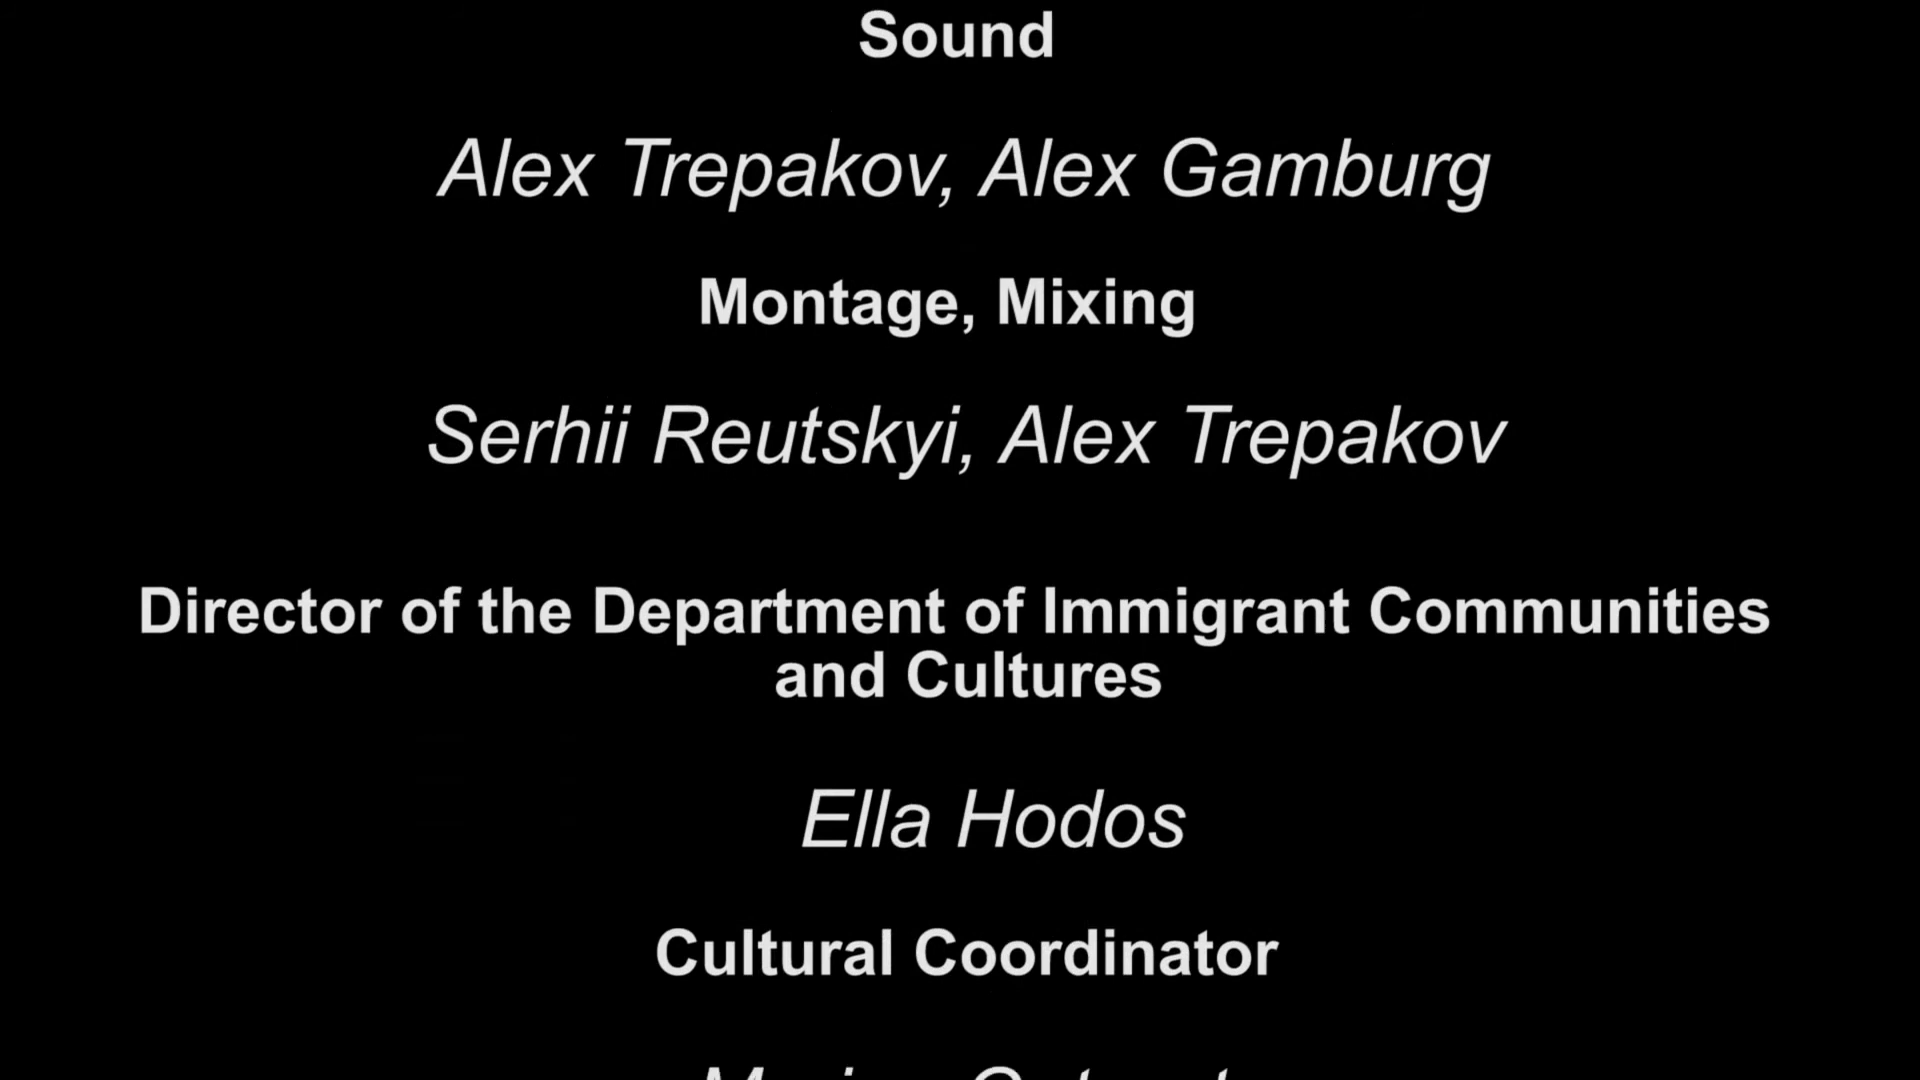 Sound
Alex Trepakov, Alex Gamburg
Montage, Mixing
Serhii Reutskyi, Alex Trepakov
Director of the Department of Immigrant Communities
and Cultures
Ella Hodos
Cultural Coordinator